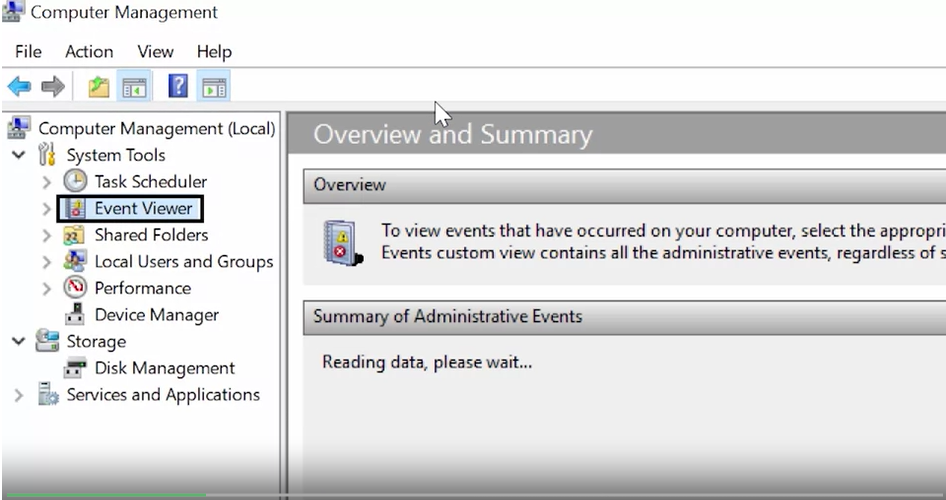 Computer Management
File Action View Help
Computer Management (Local)
System Tools
Task Scheduler
Event Viewer
Shared Folders
Local Users and Groups
Performance
Device Manager
Storage
Disk Management
Services and Applications
Overview and Summary
Overview
To view events that have occurred on your computer, select the appropri
Events custom view contains all the administrative events, regardless of s
Summary of Administrative Events
Reading data, please wait...